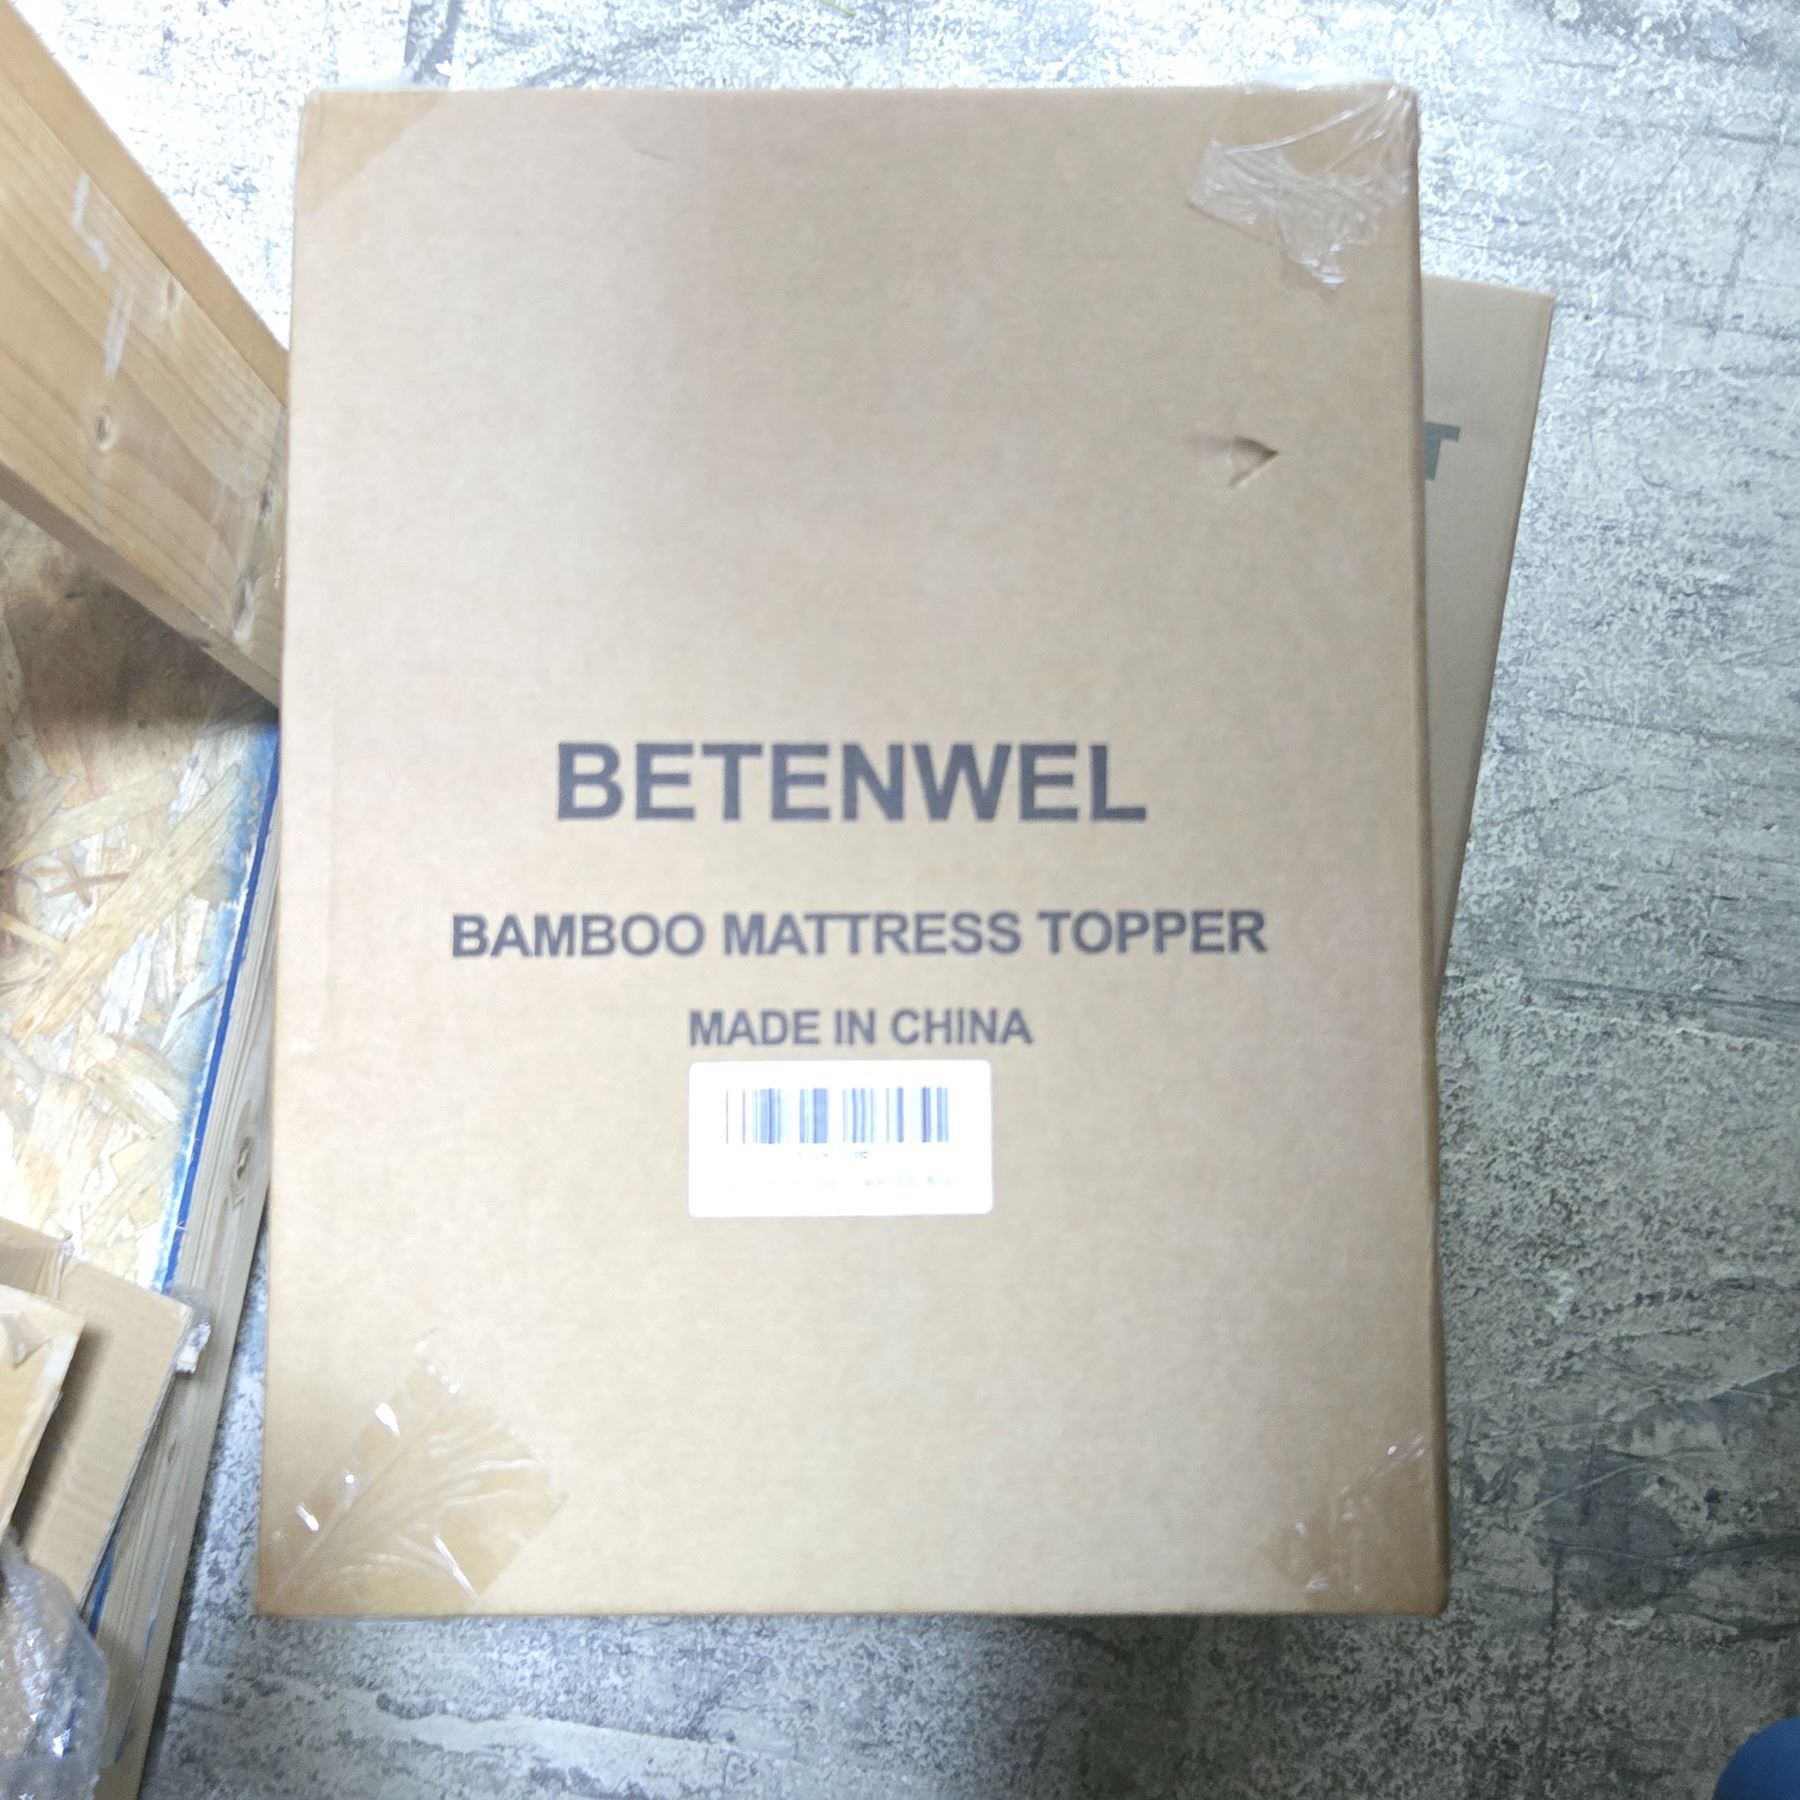 BETENWEL
BAMBOO MATTRESS TOPPER
MADE IN CHINA
T